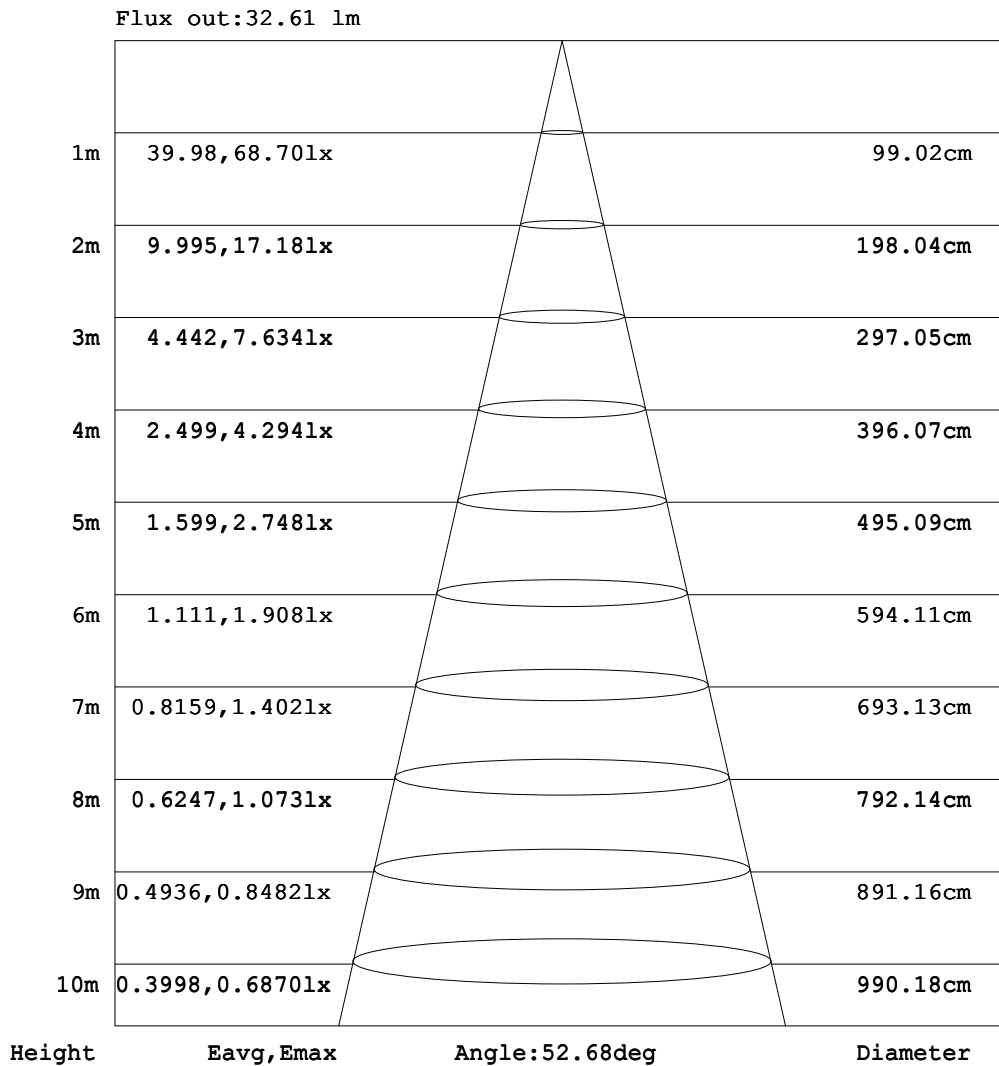 Flux out:32.61 lm
1m 39.98,68.70lx 99.02cm
2m 9.995,17.18lx 198.04cm
3m 4.442,7.634lx 297.05cm
4m 2.499,4.294lx 396.07cm
5m 1.599,2.748lx 495.09cm
6m 1.111,1.908lx 594.11cm
7m 0.8159,1.402lx 693.13cm
8m 0.6247,1.073lx 792.14cm
9m 0.4936,0.8482lx 891.16cm
10m 0.3998,0.6870lx 990.18cm
Height Eavg,Emax Angle:52.68deg Diameter